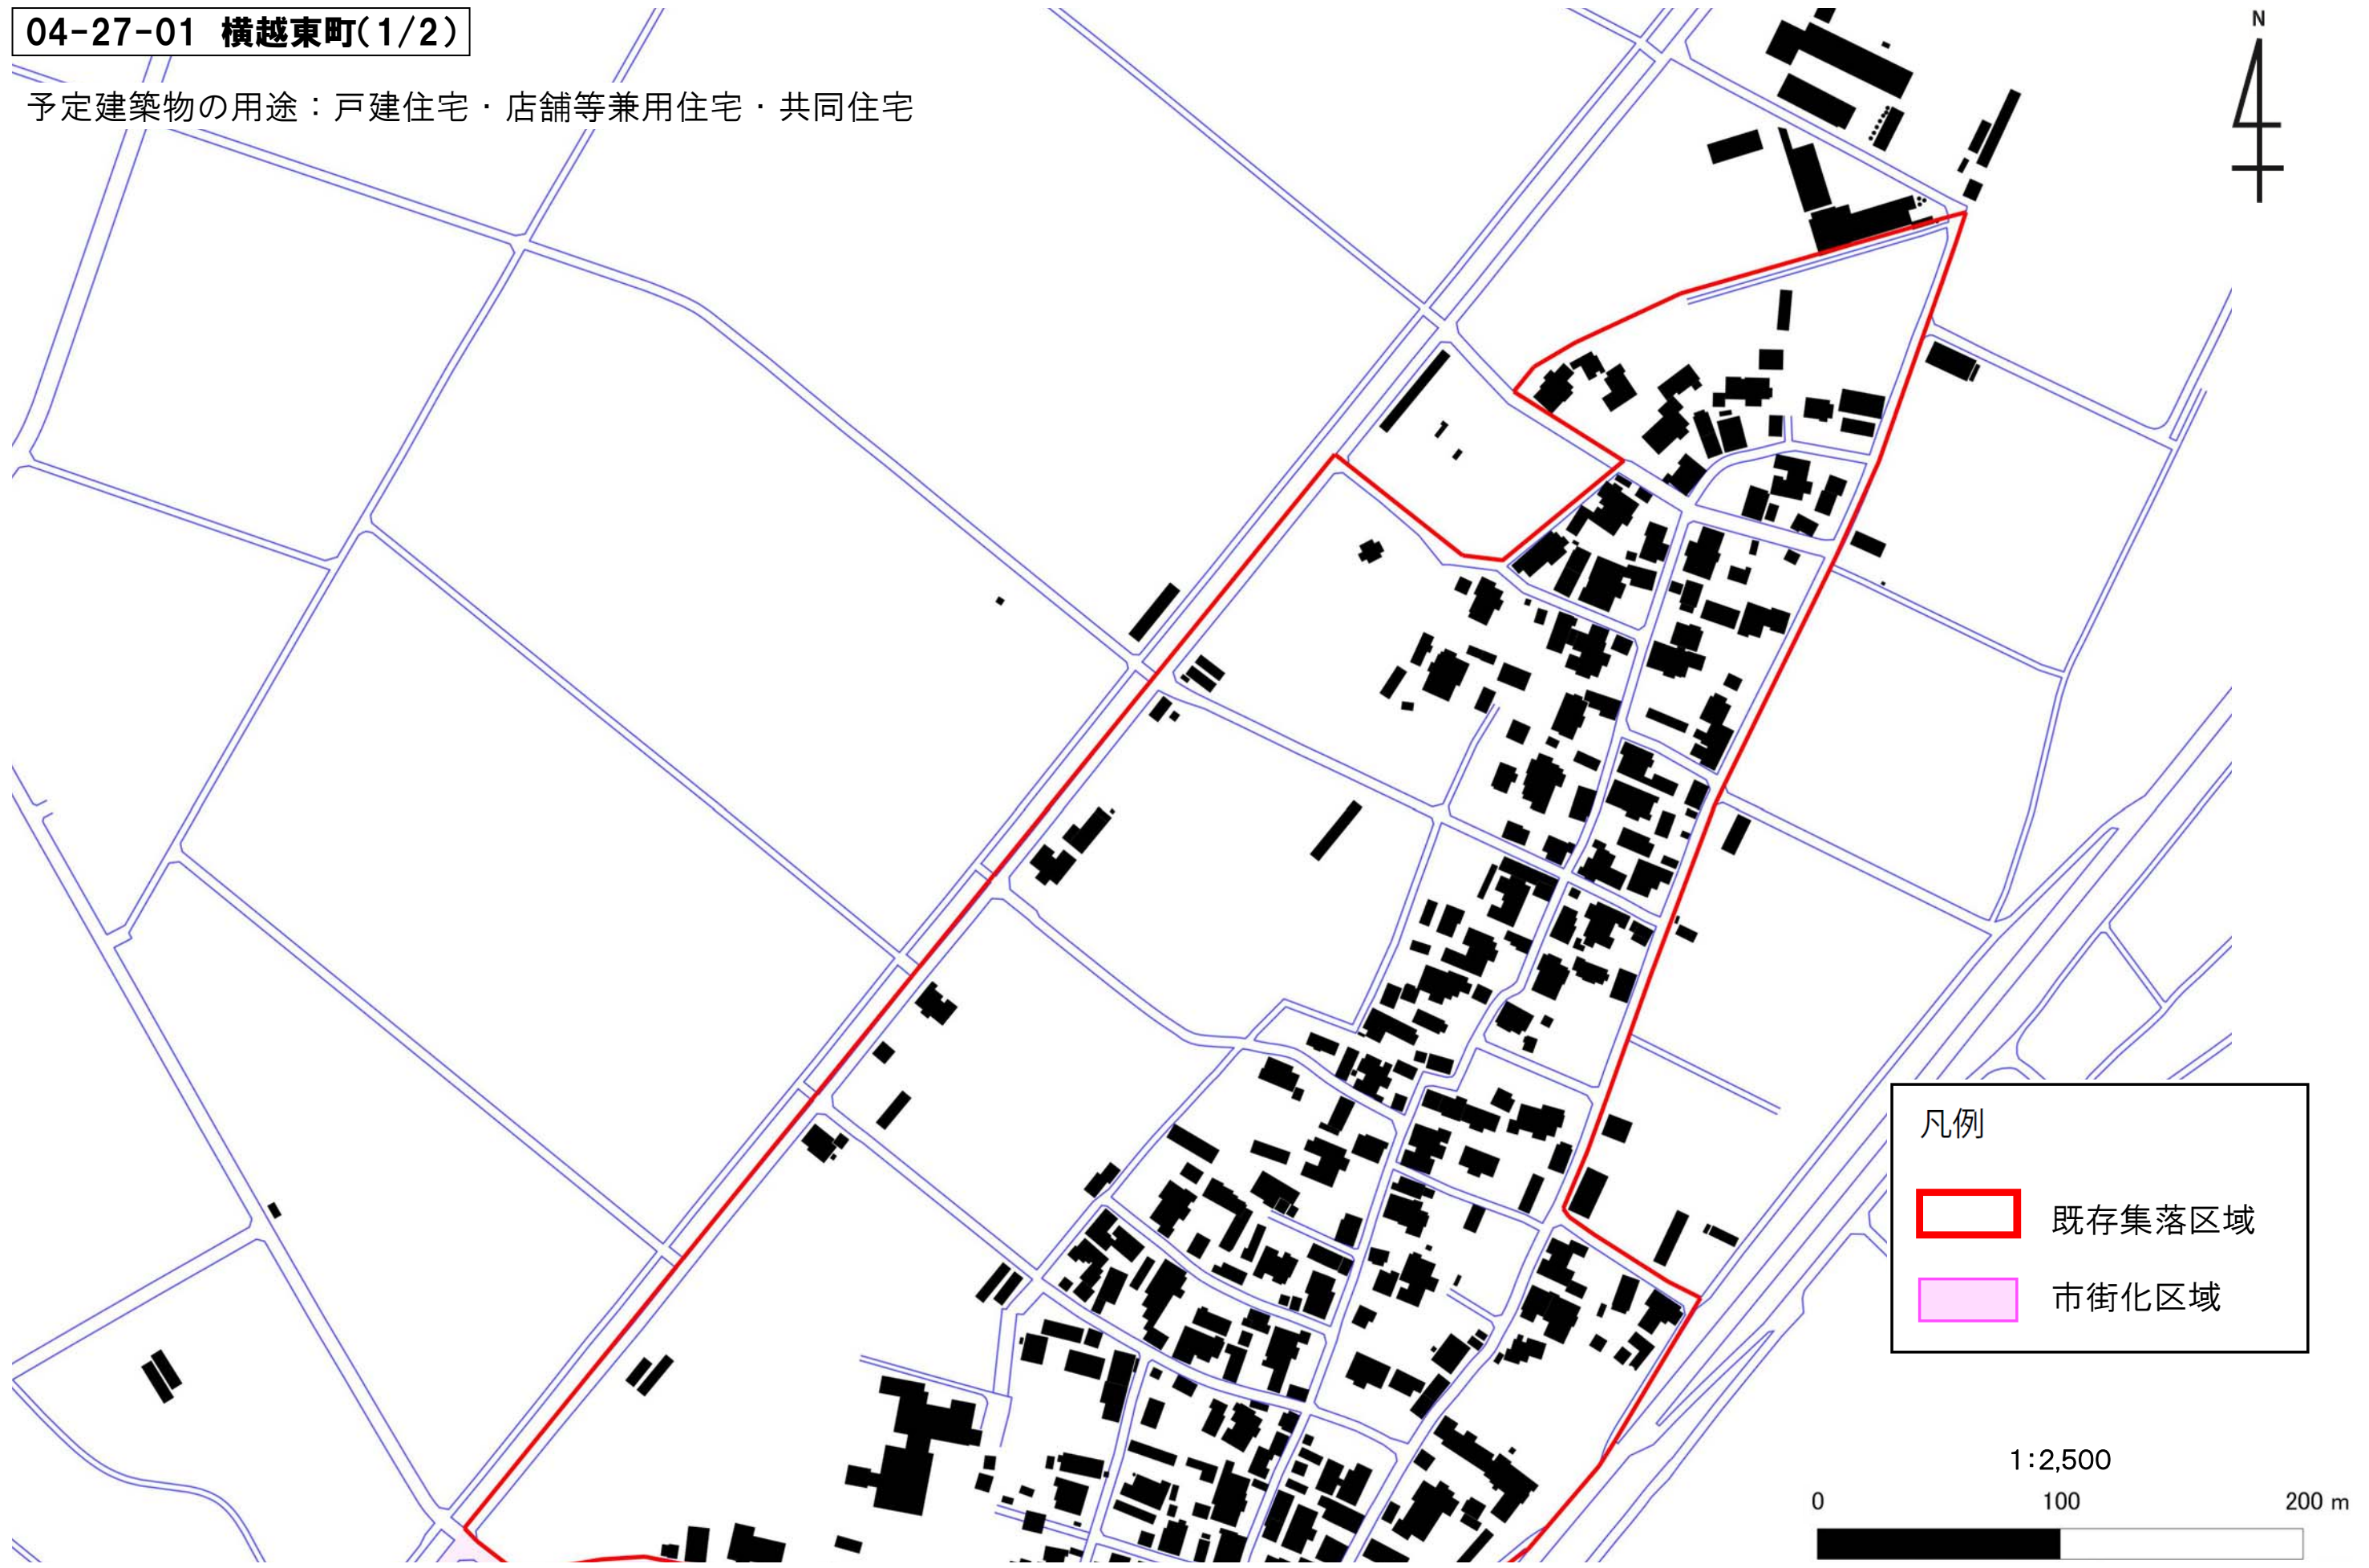 04-27-01 横越東町(1/2)
予定建築物の用途：戸建住宅・店舗等兼用住宅・共同住宅
N
凡例
既存集落区域
市街化区域
1:2,500
0 100 200 m